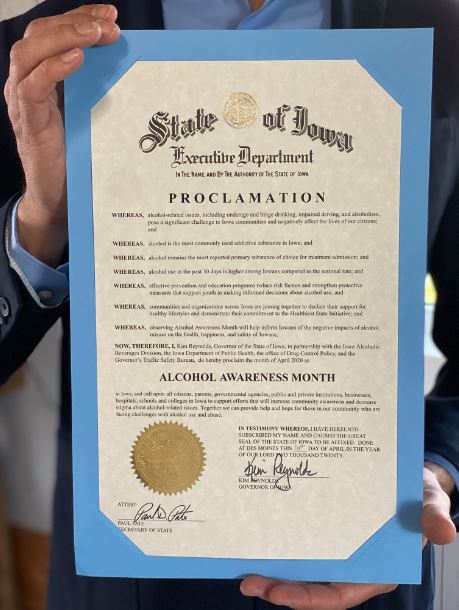 State of Iowa
Executive Department
IN THE NAME AND BY THE AUTHORITY OF THE STATE OF IOWA
PROCLAMATION
WHEREAS, alcohol-related issues, including underage and binge drinking, impaired driving, and alcoholism,
pose a significant challenge to Iowa communities and negatively affect the lives of our citizens;
and
WHEREAS, alcohol is the most commonly used addictive substance in Iowa; and
WHEREAS, alcohol remains the most reported primary substance of choice for treatment admission; and
WHEREAS, alcohol use in the past 30 days is higher among Iowans compared to the national rate; and
WHEREAS, effective prevention and education programs reduce risk factors and strengthen protective
measures that support youth in making informed decisions about alcohol use; and
WHEREAS, communities and organizations across Iowa are joining together to declare their support for
healthy lifestyles and demonstrate their commitment to the Healthiest State Initiative; and
WHEREAS, observing Alcohol Awareness Month will help inform Iowans of the negative impacts of alcohol
misuse on the health, happiness, and safety of Iowans;
NOW, THEREFORE, I, Kim Reynolds, Governor of the State of Iowa, in partnership with the Iowa Alcoholic
Beverages Division, the Iowa Department of Public Health, the office of Drug Control Policy, and the
Governor's Traffic Safety Bureau, do hereby proclaim the month of April 2020 as
ALCOHOL AWARENESS MONTH
in Iowa, and call upon all citizens, parents, governmental agencies, public and private institutions, businesses,
hospitals, schools and colleges in Iowa to support efforts that will increase community awareness and decrease
stigma about alcohol-related issues. Together we can provide help and hope for those in our community who are
facing challenges with alcohol use and abuse.
IN TESTIMONY WHEREOF, I HAVE HEREUNTO
SUBSCRIBED MY NAME AND CAUSED THE GREAT
SEAL OF THE STATE OF IOWA TO BE AFFIXED. DONE
AT DES MOINES THIS DAY OF APRIL IN THE YEAR
OF OUR LORD TWO THOUSAND TWENTY.
Kim Reynolds
KIM REYNOLDS
GOVERNOR OF IOWA
ATTEST:
Paul D. Pate
PAUL PATE
SECRETARY OF STATE